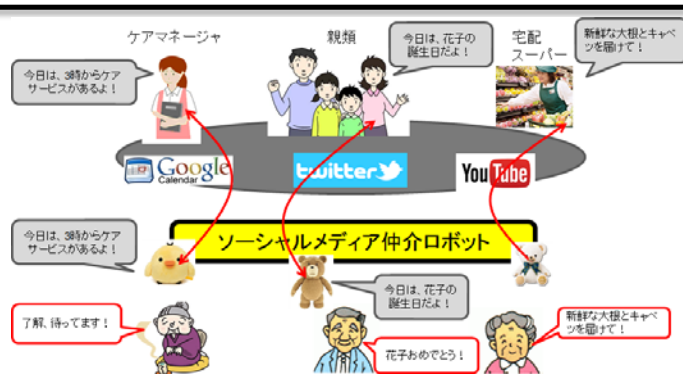 ケアマネージャ
親類
宅配
スーパー
今日は、3時からケア
サービスがあるよ！
今日は、花子の
誕生日だよ！
新鮮な大根とキャベ
ツを届けて！
Google
Calendar
twitter
YouTube
ソーシャルメディア仲介ロボット
今日は、3時からケア
サービスがあるよ！
今日は、花子の
誕生日だよ！
了解、待ってます！
花子おめでとう！
新鮮な大根とキャベ
ツを届けて！